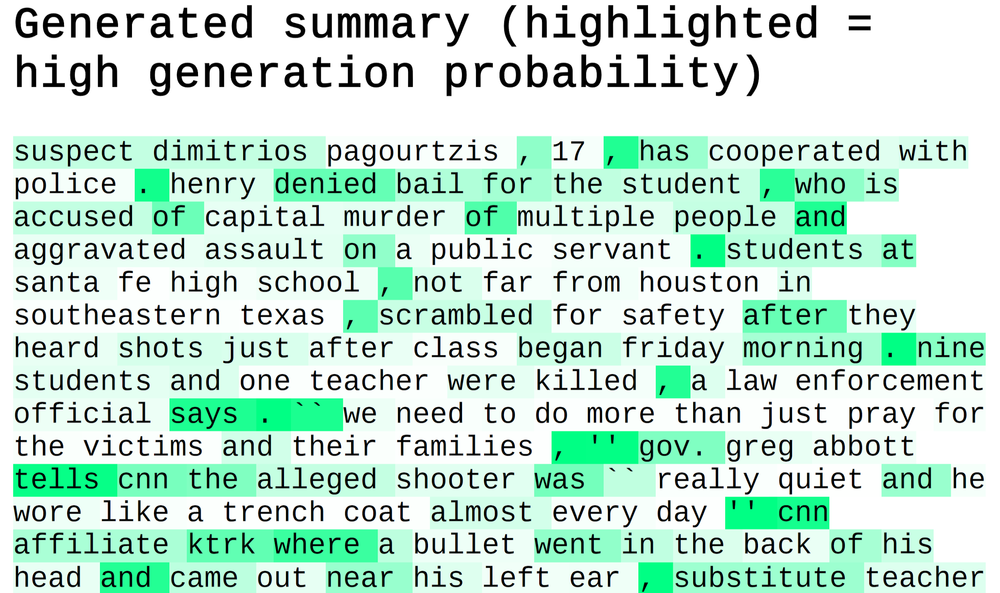 Generated summary (highlighted =
high generation probability)
suspect dimitrios pagourtzis , 17 , has cooperated with
police . henry denied bail for the student , who is
accused of capital murder of multiple people and
aggravated assault on a public servant . students at
santa fe high school , not far from houston in
southeastern texas , scrambled for safety after they
heard shots just after class began friday morning . nine
students and one teacher were killed , a law enforcement
official says . `` we need to do more than just pray for
the victims and their families , '' gov. greg abbott
tells cnn the alleged shooter was `` really quiet and he
wore like a trench coat almost every day '' cnn
affiliate ktrk where a bullet went in the back of his
head and came out near his left ear , substitute teacher